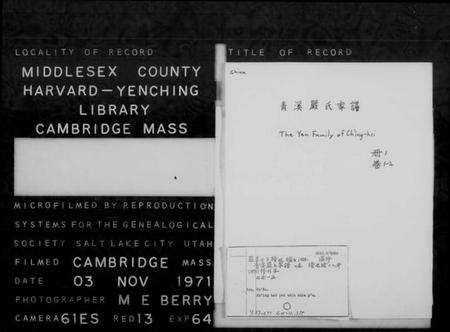 LOCALITY OF RECORD
MIDDLESEX COUNTY
HARVARD-YENCHING
LIBRARY
CAMBRIDGE MASS
MICROFILMED BY REPRODUCTION
SYSTEMS FOR THE GENEALOGICAL
SOCIETY SALT LAKE CITY UTAH
FILMED CAMBRIDGE MASS
DATE 03 NOV 1971
PHOTOGRAPHER M E BERRY
CAMERA 61ES RED 13 EXP 64
TITLE OF RECORD
China
青溪嚴氏家譜
The Yen Family of Ching-hsi
冊1
卷1-2